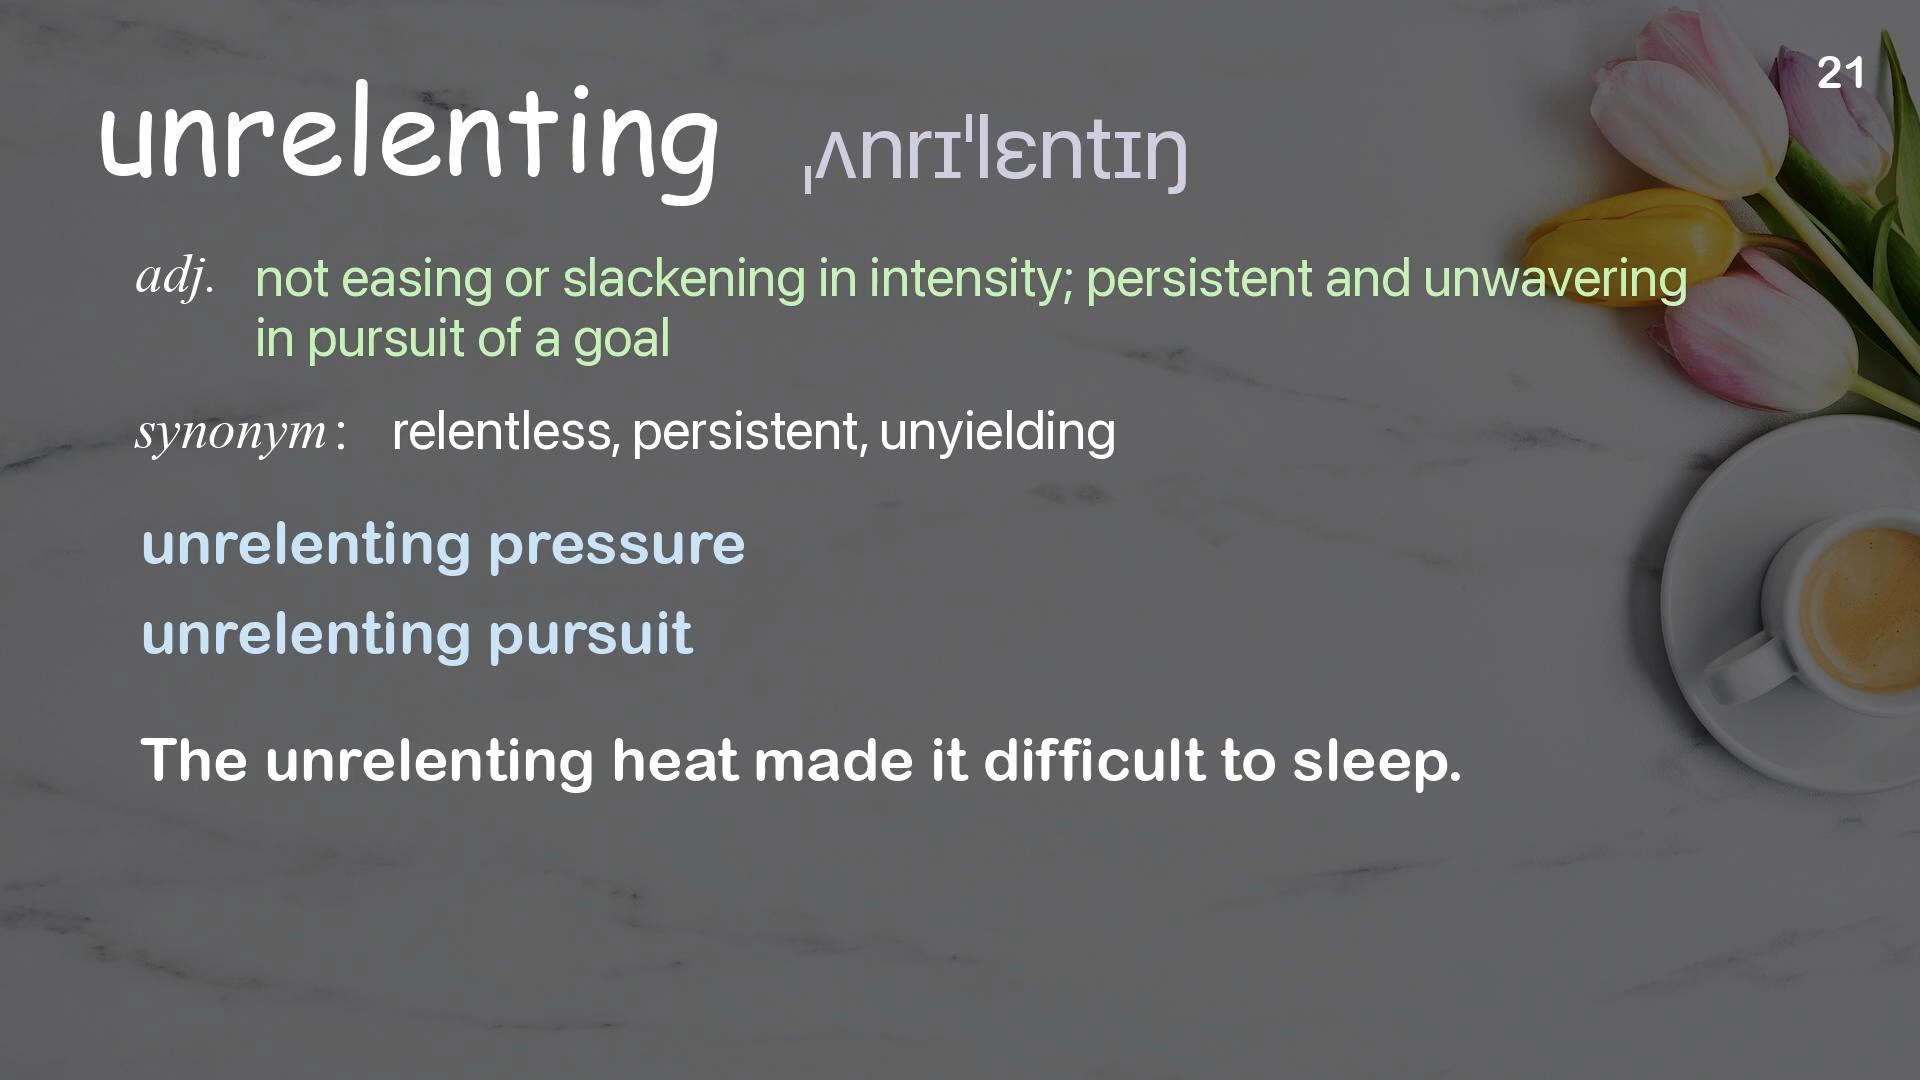 21
unrelenting ˌʌnrɪˈlɛntɪŋ
adj. not easing or slackening in intensity; persistent and unwavering
in pursuit of a goal
synonym: relentless, persistent, unyielding
unrelenting pressure
unrelenting pursuit
The unrelenting heat made it difficult to sleep.